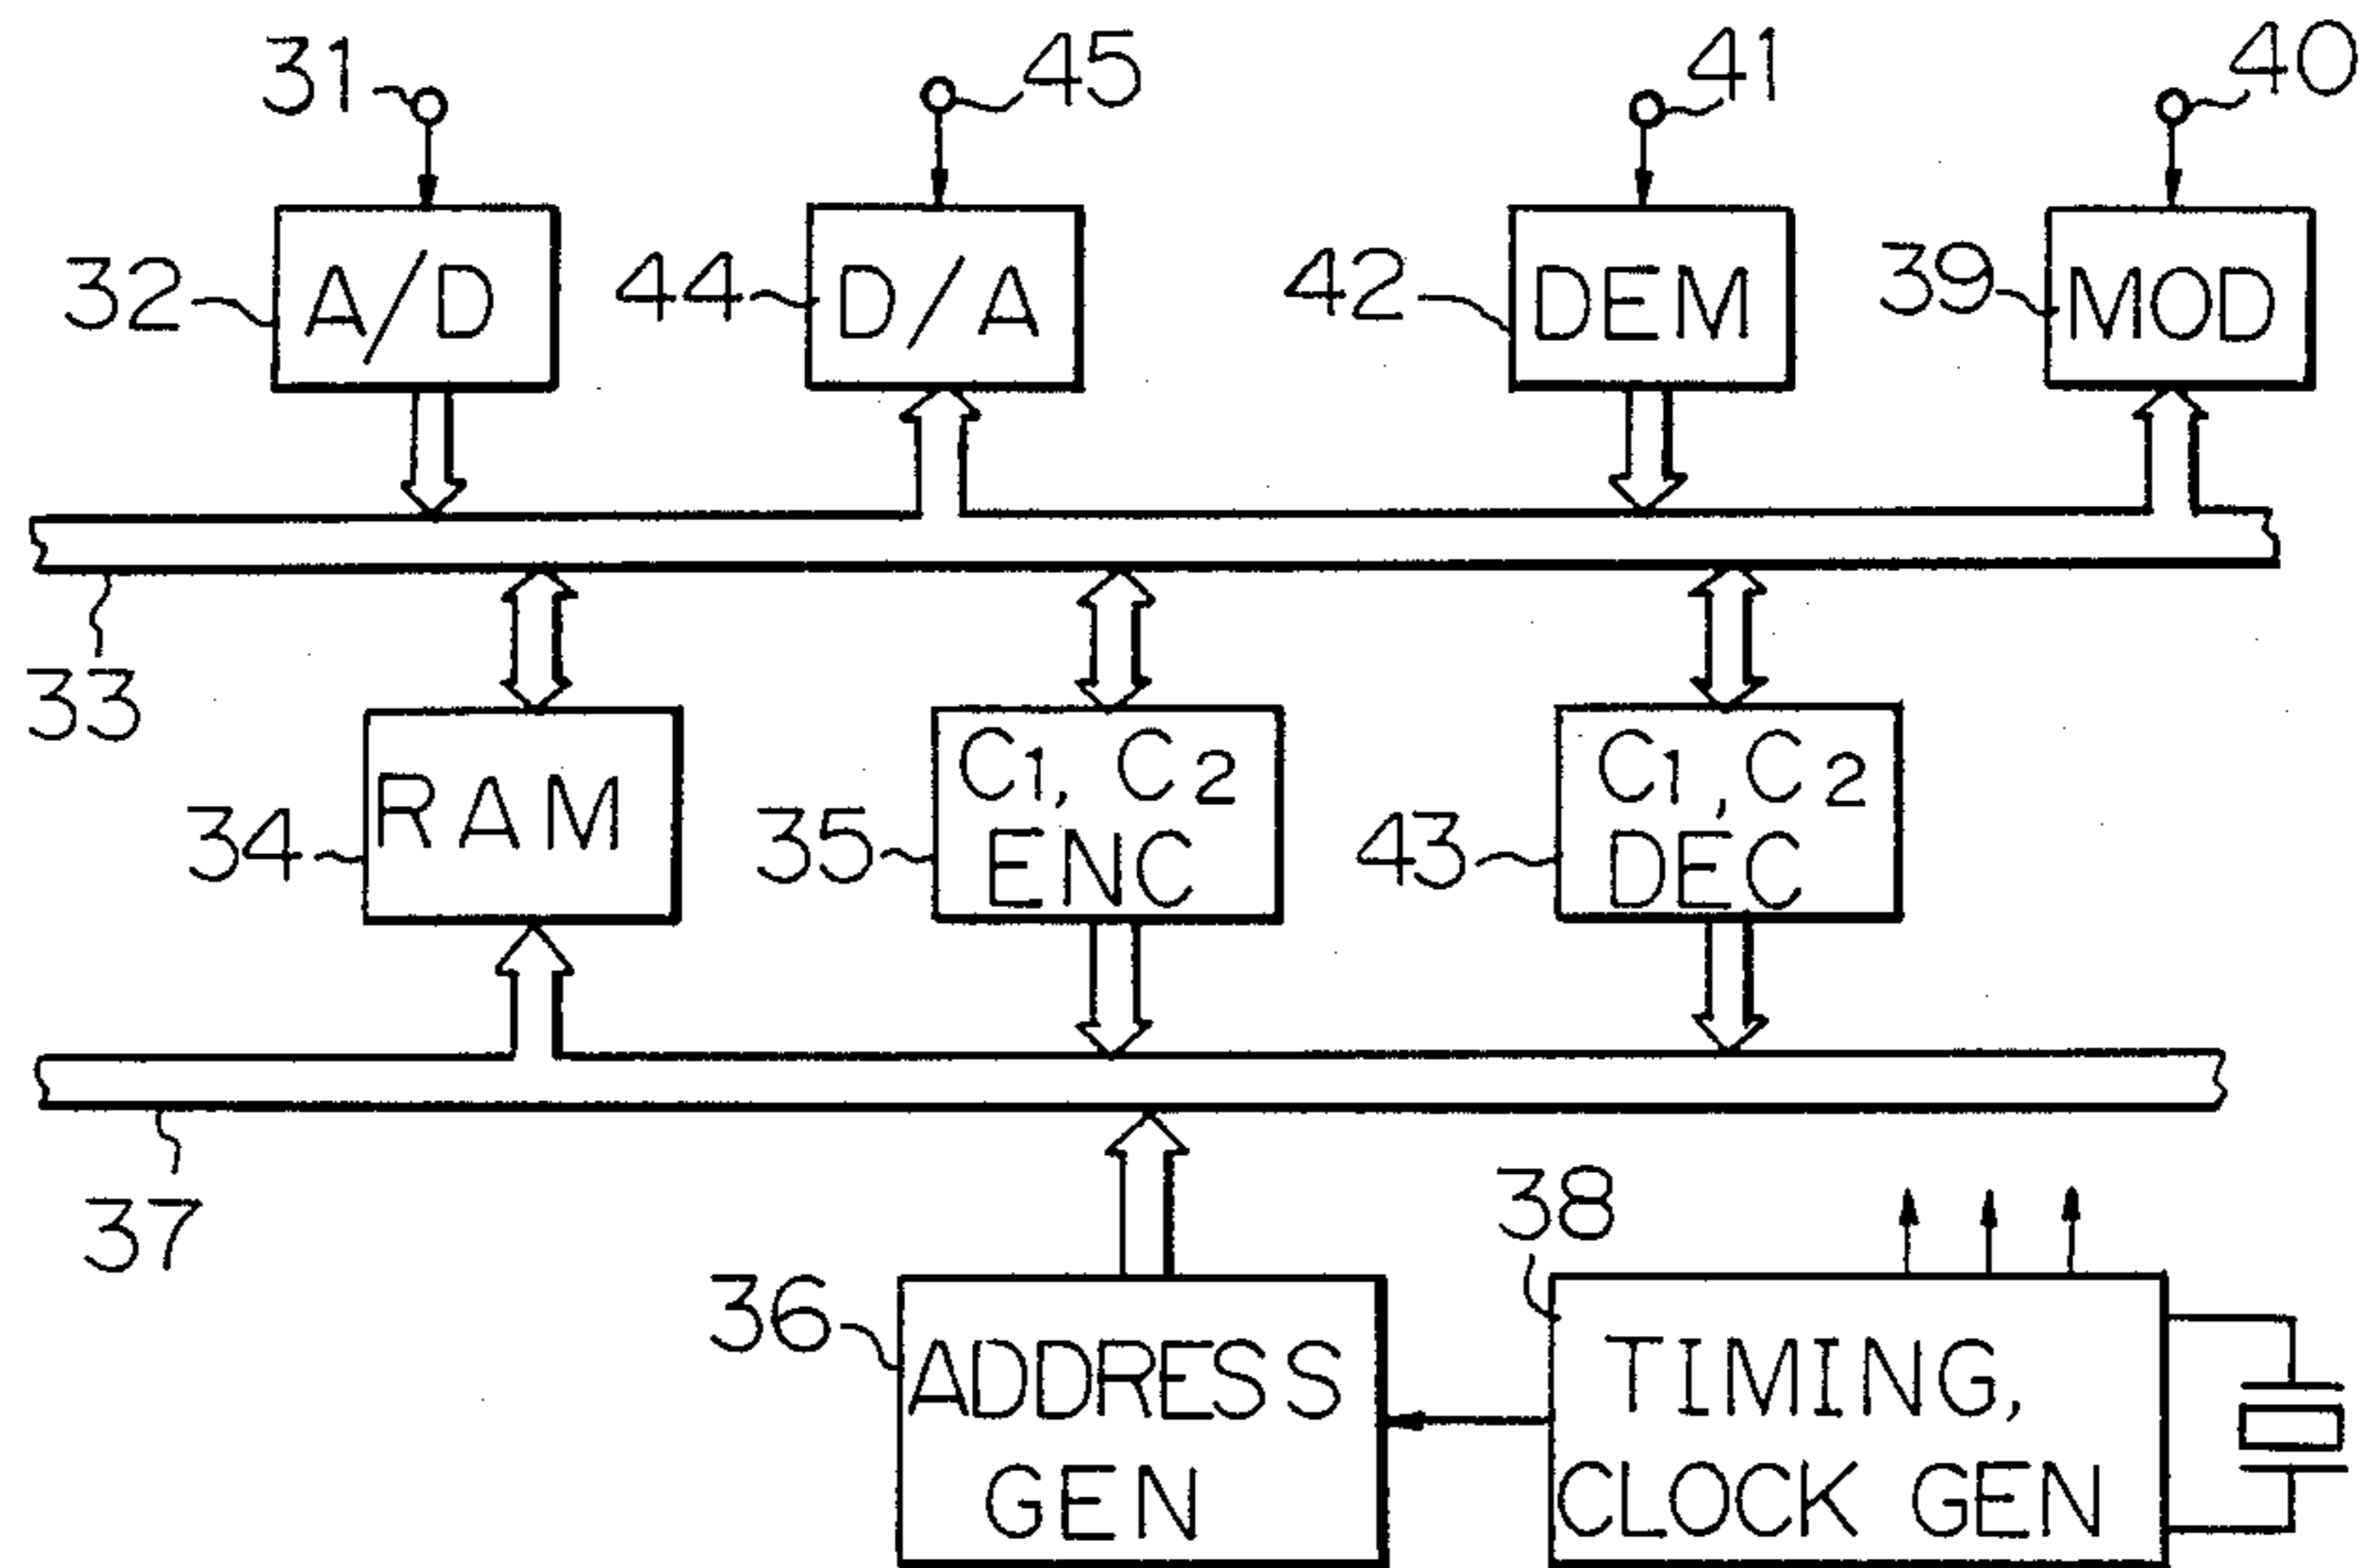 31
45
41
40
32
A/D
44
D/A
42
DEM
39
MOD
33
34
RAM
35
C1, C2
ENC
43
C1, C2
DEC
37
36
ADDRESS
GEN
38
TIMING,
CLOCK GEN